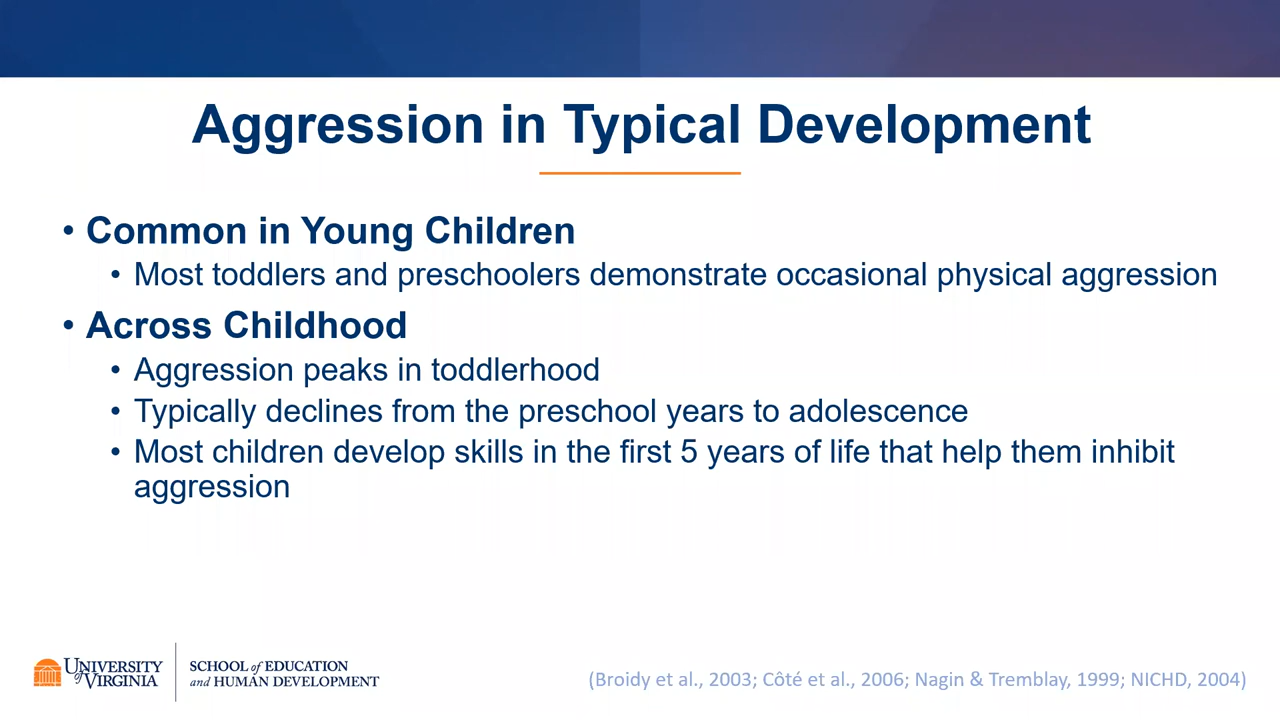 Aggression in Typical Development
• Common in Young Children
• Most toddlers and preschoolers demonstrate occasional physical aggression
• Across Childhood
• Aggression peaks in toddlerhood
• Typically declines from the preschool years to adolescence
• Most children develop skills in the first 5 years of life that help them inhibit
aggression
UNIVERSITY
of VIRGINIA
SCHOOL of EDUCATION
and HUMAN DEVELOPMENT
(Broidy et al., 2003; Côté et al., 2006; Nagin & Tremblay, 1999; NICHD, 2004)